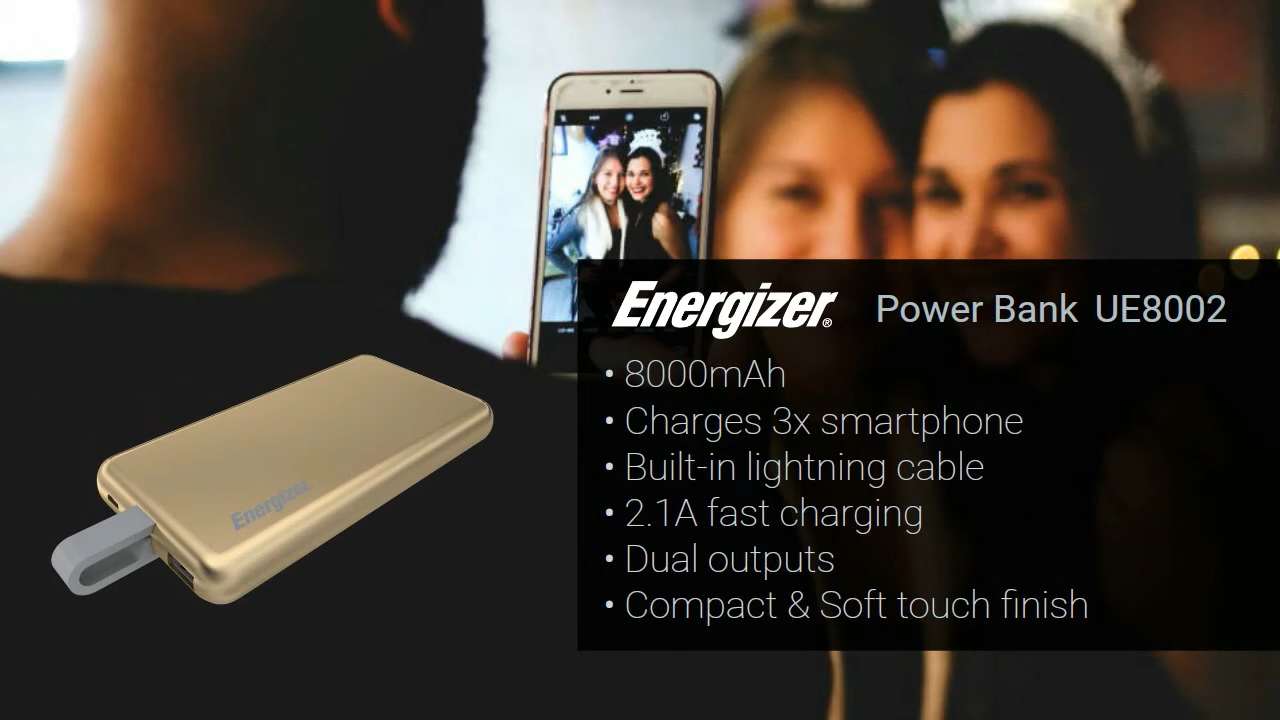 Energizer® Power Bank UE8002
• 8000mAh
• Charges 3x smartphone
• Built-in lightning cable
• 2.1A fast charging
• Dual outputs
• Compact & Soft touch finish
Energizer